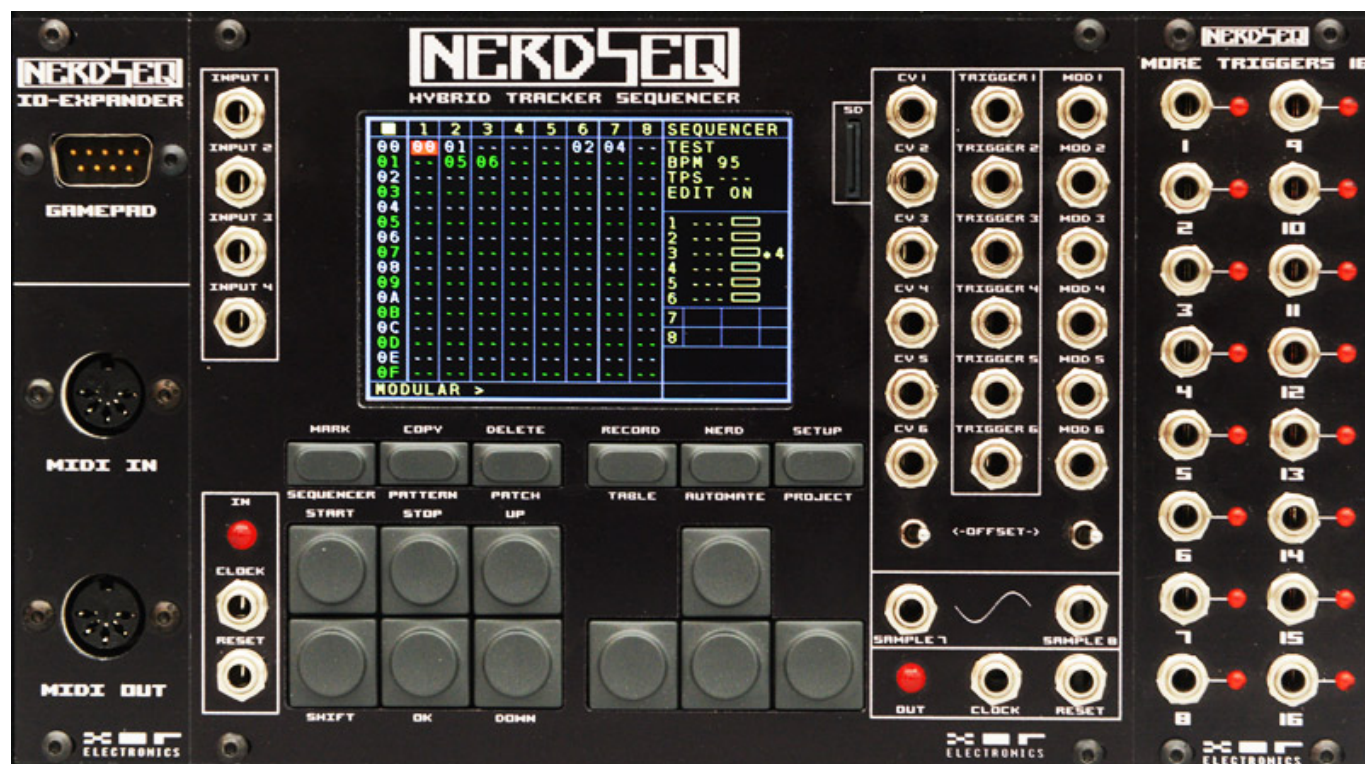 NERDSEQ
IO-EXPANDER
GAMEPAD
MIDI IN
MIDI OUT
XOR
ELECTRONICS
INPUT 1
INPUT 2
INPUT 3
INPUT 4
IN
CLOCK
RESET
NERDSEQ
HYBRID TRACKER SEQUENCER
1 2 3 4 5 6 7 8 SEQUENCER
00 00 01 -- -- -- 02 04 -- TEST
01 -- 05 06 -- -- -- -- -- BPM 95
02 -- -- -- -- -- -- -- -- TPS ---
03 -- -- -- -- -- -- -- -- EDIT ON
04 -- -- -- -- -- -- -- --
05 -- -- -- -- -- -- -- -- 1 ---
06 -- -- -- -- -- -- -- -- 2 ---
07 -- -- -- -- -- -- -- -- 3 --- *4
08 -- -- -- -- -- -- -- -- 4 ---
09 -- -- -- -- -- -- -- -- 5 ---
0A -- -- -- -- -- -- -- -- 6 ---
0B -- -- -- -- -- -- -- -- 7
0C -- -- -- -- -- -- -- --
0D -- -- -- -- -- -- -- -- 8
0E -- -- -- -- -- -- -- --
0F -- -- -- -- -- -- -- --
MODULAR >
MARK COPY DELETE RECORD NERD SETUP
SEQUENCER PATTERN PATCH TABLE AUTOMATE PROJECT
START STOP UP
SHIFT OK DOWN
SD
CV 1 TRIGGER 1 MOD 1
CV 2 TRIGGER 2 MOD 2
CV 3 TRIGGER 3 MOD 3
CV 4 TRIGGER 4 MOD 4
CV 5 TRIGGER 5 MOD 5
CV 6 TRIGGER 6 MOD 6
<-OFFSET->
SAMPLE 7 SAMPLE 8
OUT CLOCK RESET
XOR
ELECTRONICS
NERDSEQ
MORE TRIGGERS 16
1 9
2 10
3 11
4 12
5 13
6 14
7 15
8 16
XOR
ELECTRONICS